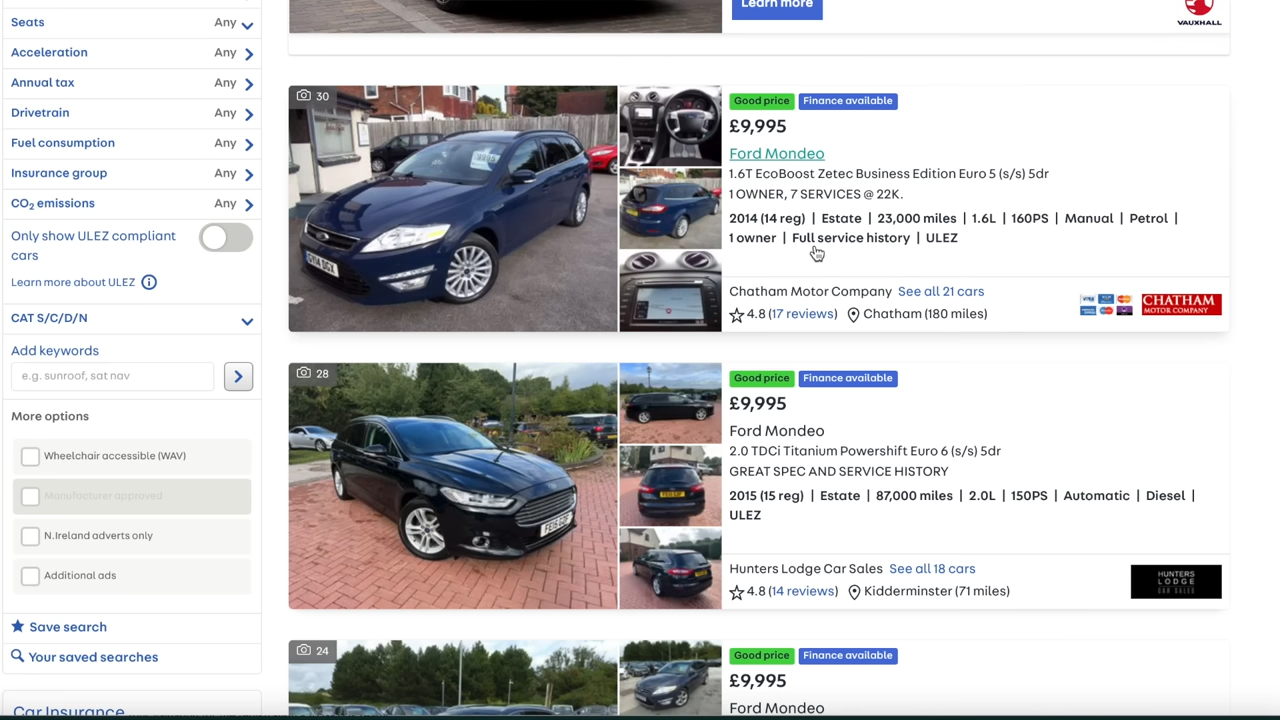 Seats Any
Acceleration Any
Annual tax Any
Drivetrain Any
Fuel consumption Any
Insurance group Any
CO2 emissions Any
Only show ULEZ compliant
cars
Learn more about ULEZ
CAT S/C/D/N
Add keywords
e.g. sunroof, sat nav
More options
Wheelchair accessible (WAV)
Manufacturer approved
N.Ireland adverts only
Additional ads
Save search
Your saved searches
Car Insurance
Learn more
VAUXHALL
30
Good price Finance available
£9,995
Ford Mondeo
1.6T EcoBoost Zetec Business Edition Euro 5 (s/s) 5dr
1 OWNER, 7 SERVICES @ 22K.
2014 (14 reg) | Estate | 23,000 miles | 1.6L | 160PS | Manual | Petrol |
1 owner | Full service history | ULEZ
Chatham Motor Company See all 21 cars
4.8 (17 reviews) Chatham (180 miles)
CHATHAM
MOTOR COMPANY
28
Good price Finance available
£9,995
Ford Mondeo
2.0 TDCi Titanium Powershift Euro 6 (s/s) 5dr
GREAT SPEC AND SERVICE HISTORY
2015 (15 reg) | Estate | 87,000 miles | 2.0L | 150PS | Automatic | Diesel |
ULEZ
Hunters Lodge Car Sales See all 18 cars
4.8 (14 reviews) Kidderminster (71 miles)
HUNTERS
LODGE
CAR SALES
24
Good price Finance available
£9,995
Ford Mondeo